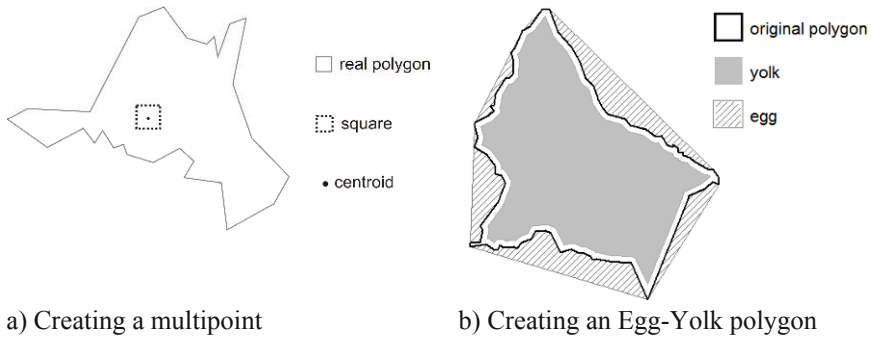 real polygon
square
centroid
original polygon
yolk
egg
a) Creating a multipoint
b) Creating an Egg-Yolk polygon